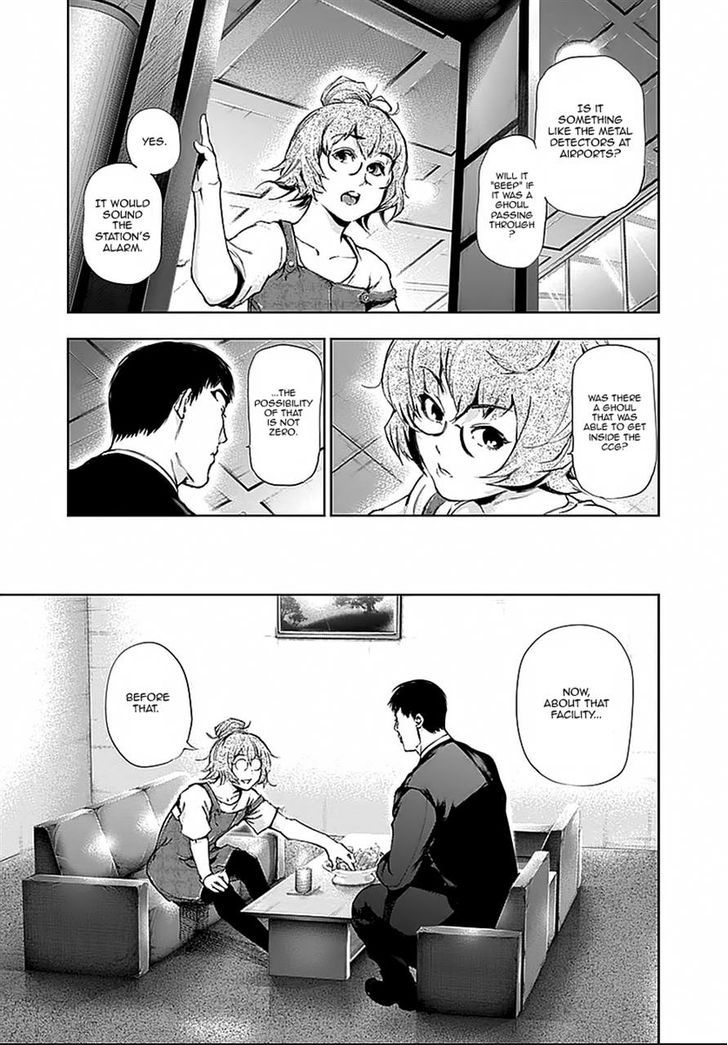 IS IT
SOMETHING
LIKE THE METAL
DETECTORS AT
AIRPORTS?
WILL IT
"BEEP" IF
IT WAS A
GHOUL
PASSING
THROUGH
?
YES.
IT WOULD
SOUND
THE
STATION'S
ALARM.
WAS THERE
A GHOUL
THAT WAS
ABLE TO GET
INSIDE THE
CCG?
...THE
POSSIBILITY
OF THAT
IS NOT
ZERO.
NOW,
ABOUT THAT
FACILITY...
BEFORE
THAT.